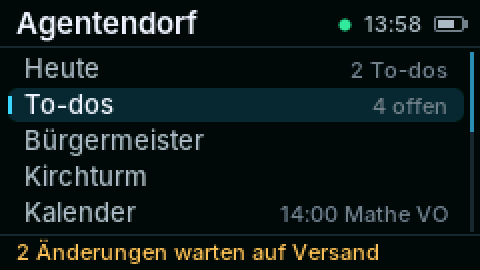 Agentendorf 13:58
Heute 2 To-dos
To-dos 4 offen
Bürgermeister
Kirchturm
Kalender 14:00 Mathe VO
2 Änderungen warten auf Versand